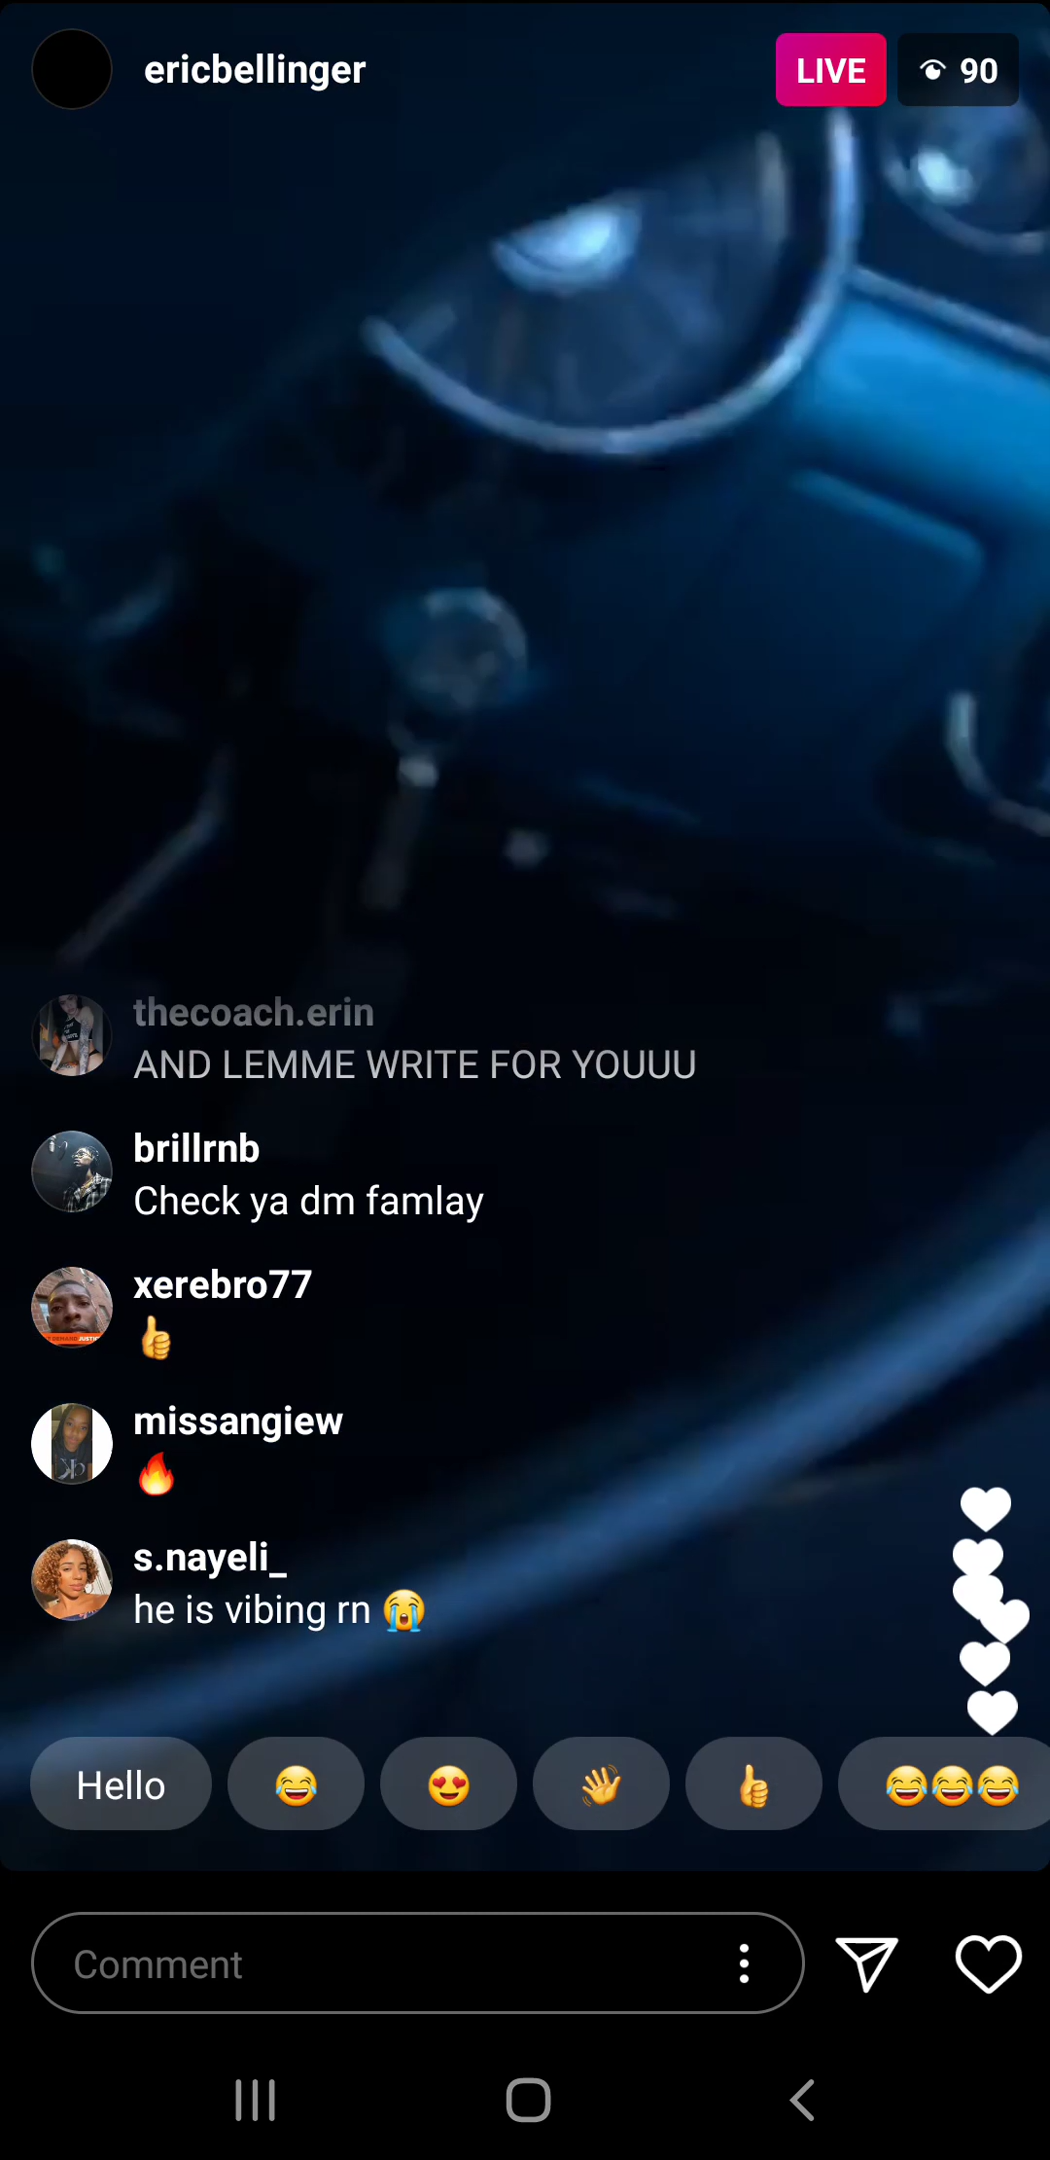 ericbellinger
LIVE 90
thecoach.erin
AND LEMME WRITE FOR YOUUU
brillrnb
Check ya dm famlay
xerebro77
👍
missangiew
🔥
s.nayeli_
he is vibing rn 😭
Hello 😂 😍 👋 👍 😂😂😂
Comment